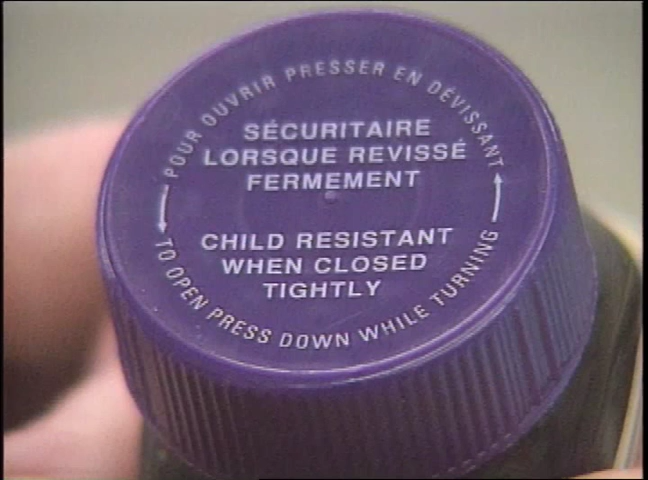 POUR OUVRIR PRESSER EN DÉVISSANT
SÉCURITAIRE
LORSQUE REVISSÉ
FERMEMENT
CHILD RESISTANT
WHEN CLOSED
TIGHTLY
TO OPEN PRESS DOWN WHILE TURNING